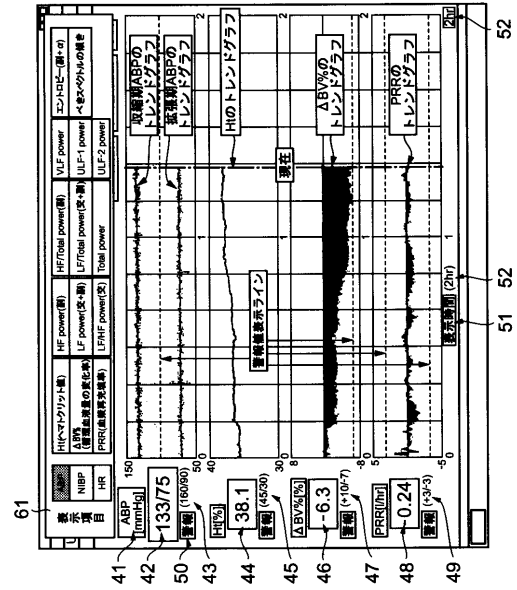 61
表示項目
ABP
NIBP
HR
Ht(ヘマトクリット値)
HF power(副)
HF/Total power(副)
VLF power
エントロピー(副+α)
ΔBV%
(循環血液量の変化率)
LF power(交+副)
LF/Total power(交+副)
ULF-1 power
べきスペクトルの傾き
PRR(血漿再充填率)
LF/HF power(交)
Total power
ULF-2 power
41
ABP
[mmHg]
42
133/75
50
警報
(160/90)
43
150
50
収縮期ABPの
トレンドグラフ
拡張期ABPの
トレンドグラフ
Ht[%]
44
38.1
警報
(45/30)
45
40
30
0
1
2
Htのトレンドグラフ
現在
警報値表示ライン
ΔBV%[%]
46
-6.3
警報
(+10/-7)
47
8
-8
ΔBV%の
トレンドグラフ
PRR[l/hr]
48
-0.24
警報
(+3/-3)
49
5
-5
0
1
2
PRRの
トレンドグラフ
表示時間
(2hr)
2hr
51
52
52